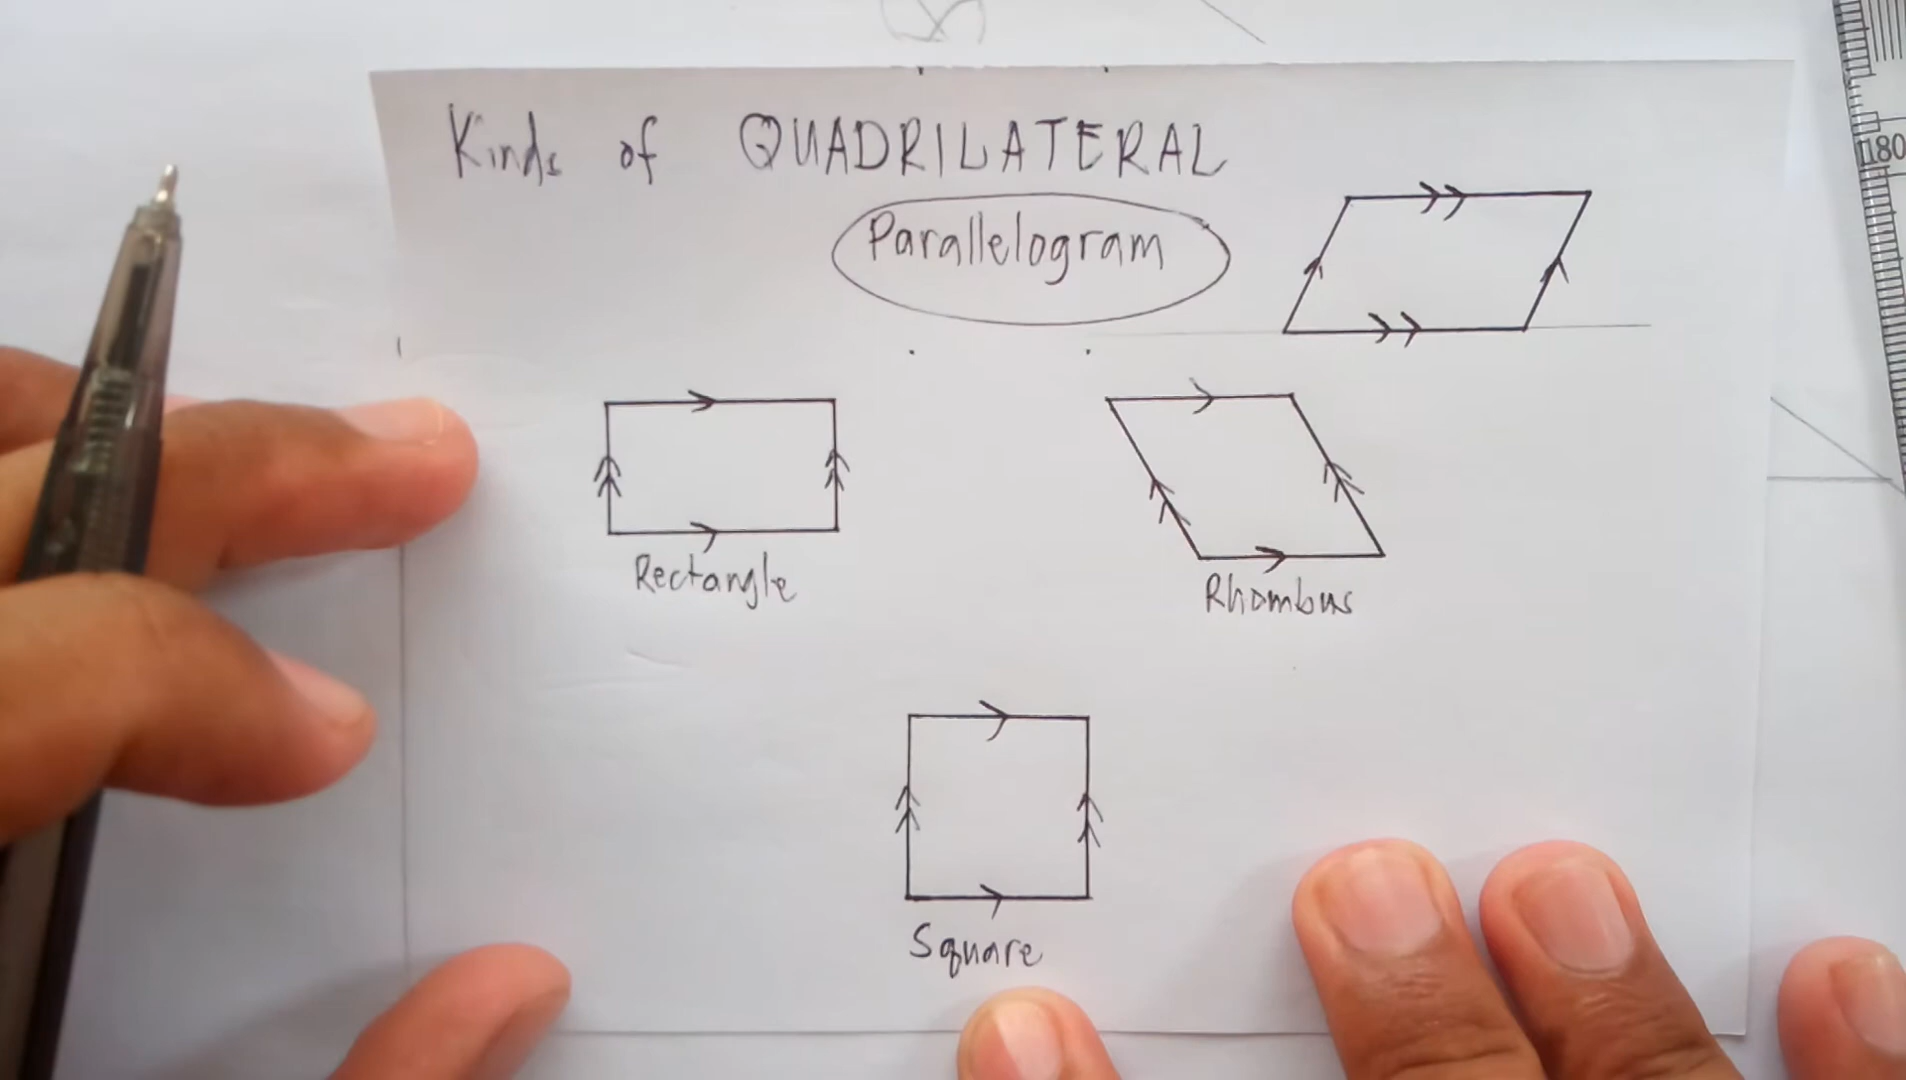 Kinds of QUADRILATERAL
Parallelogram
180
Rectangle
Rhombus
Square